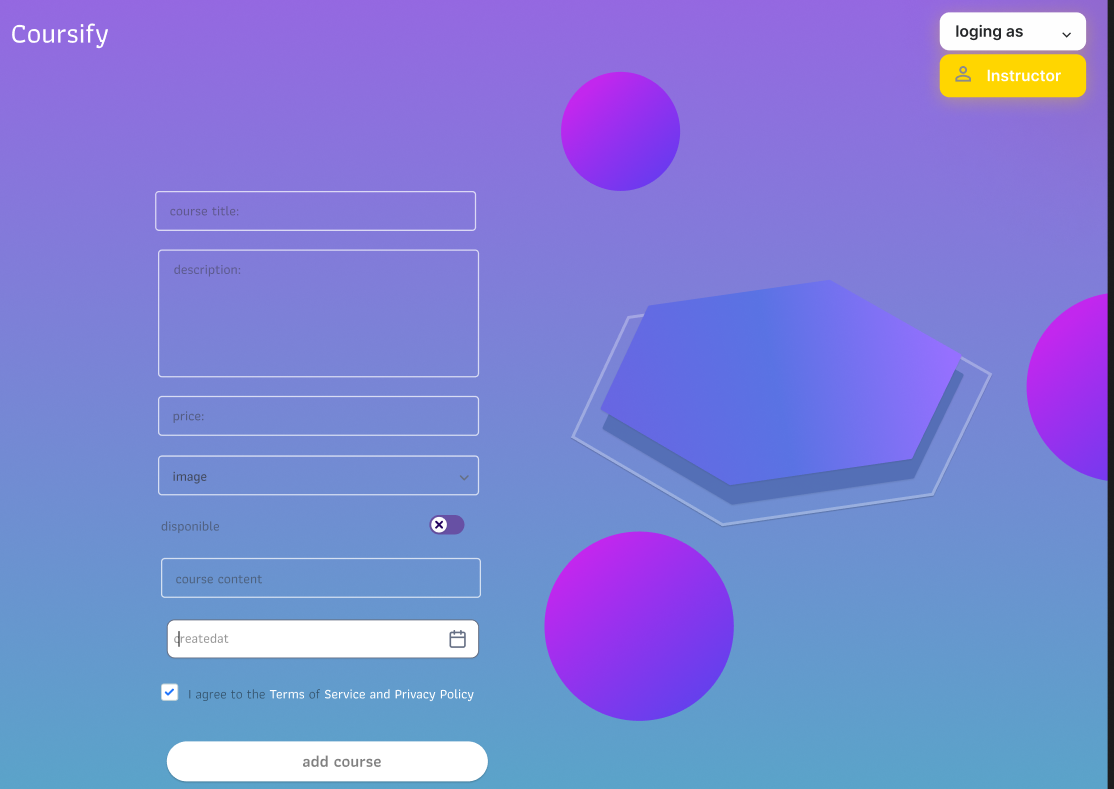 Coursify
loging as
Instructor
course title:
description:
price:
image
disponible
course content
createdat
I agree to the Terms of Service and Privacy Policy
add course